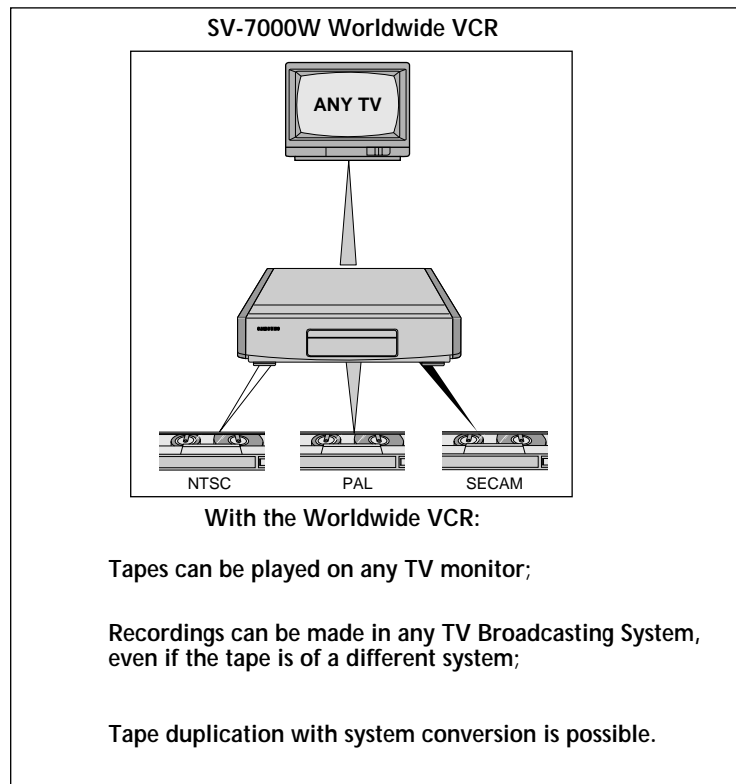 SV-7000W Worldwide VCR
ANY TV
SAMSUNG
NTSC
PAL
SECAM
With the Worldwide VCR:
Tapes can be played on any TV monitor;
Recordings can be made in any TV Broadcasting System,
even if the tape is of a different system;
Tape duplication with system conversion is possible.